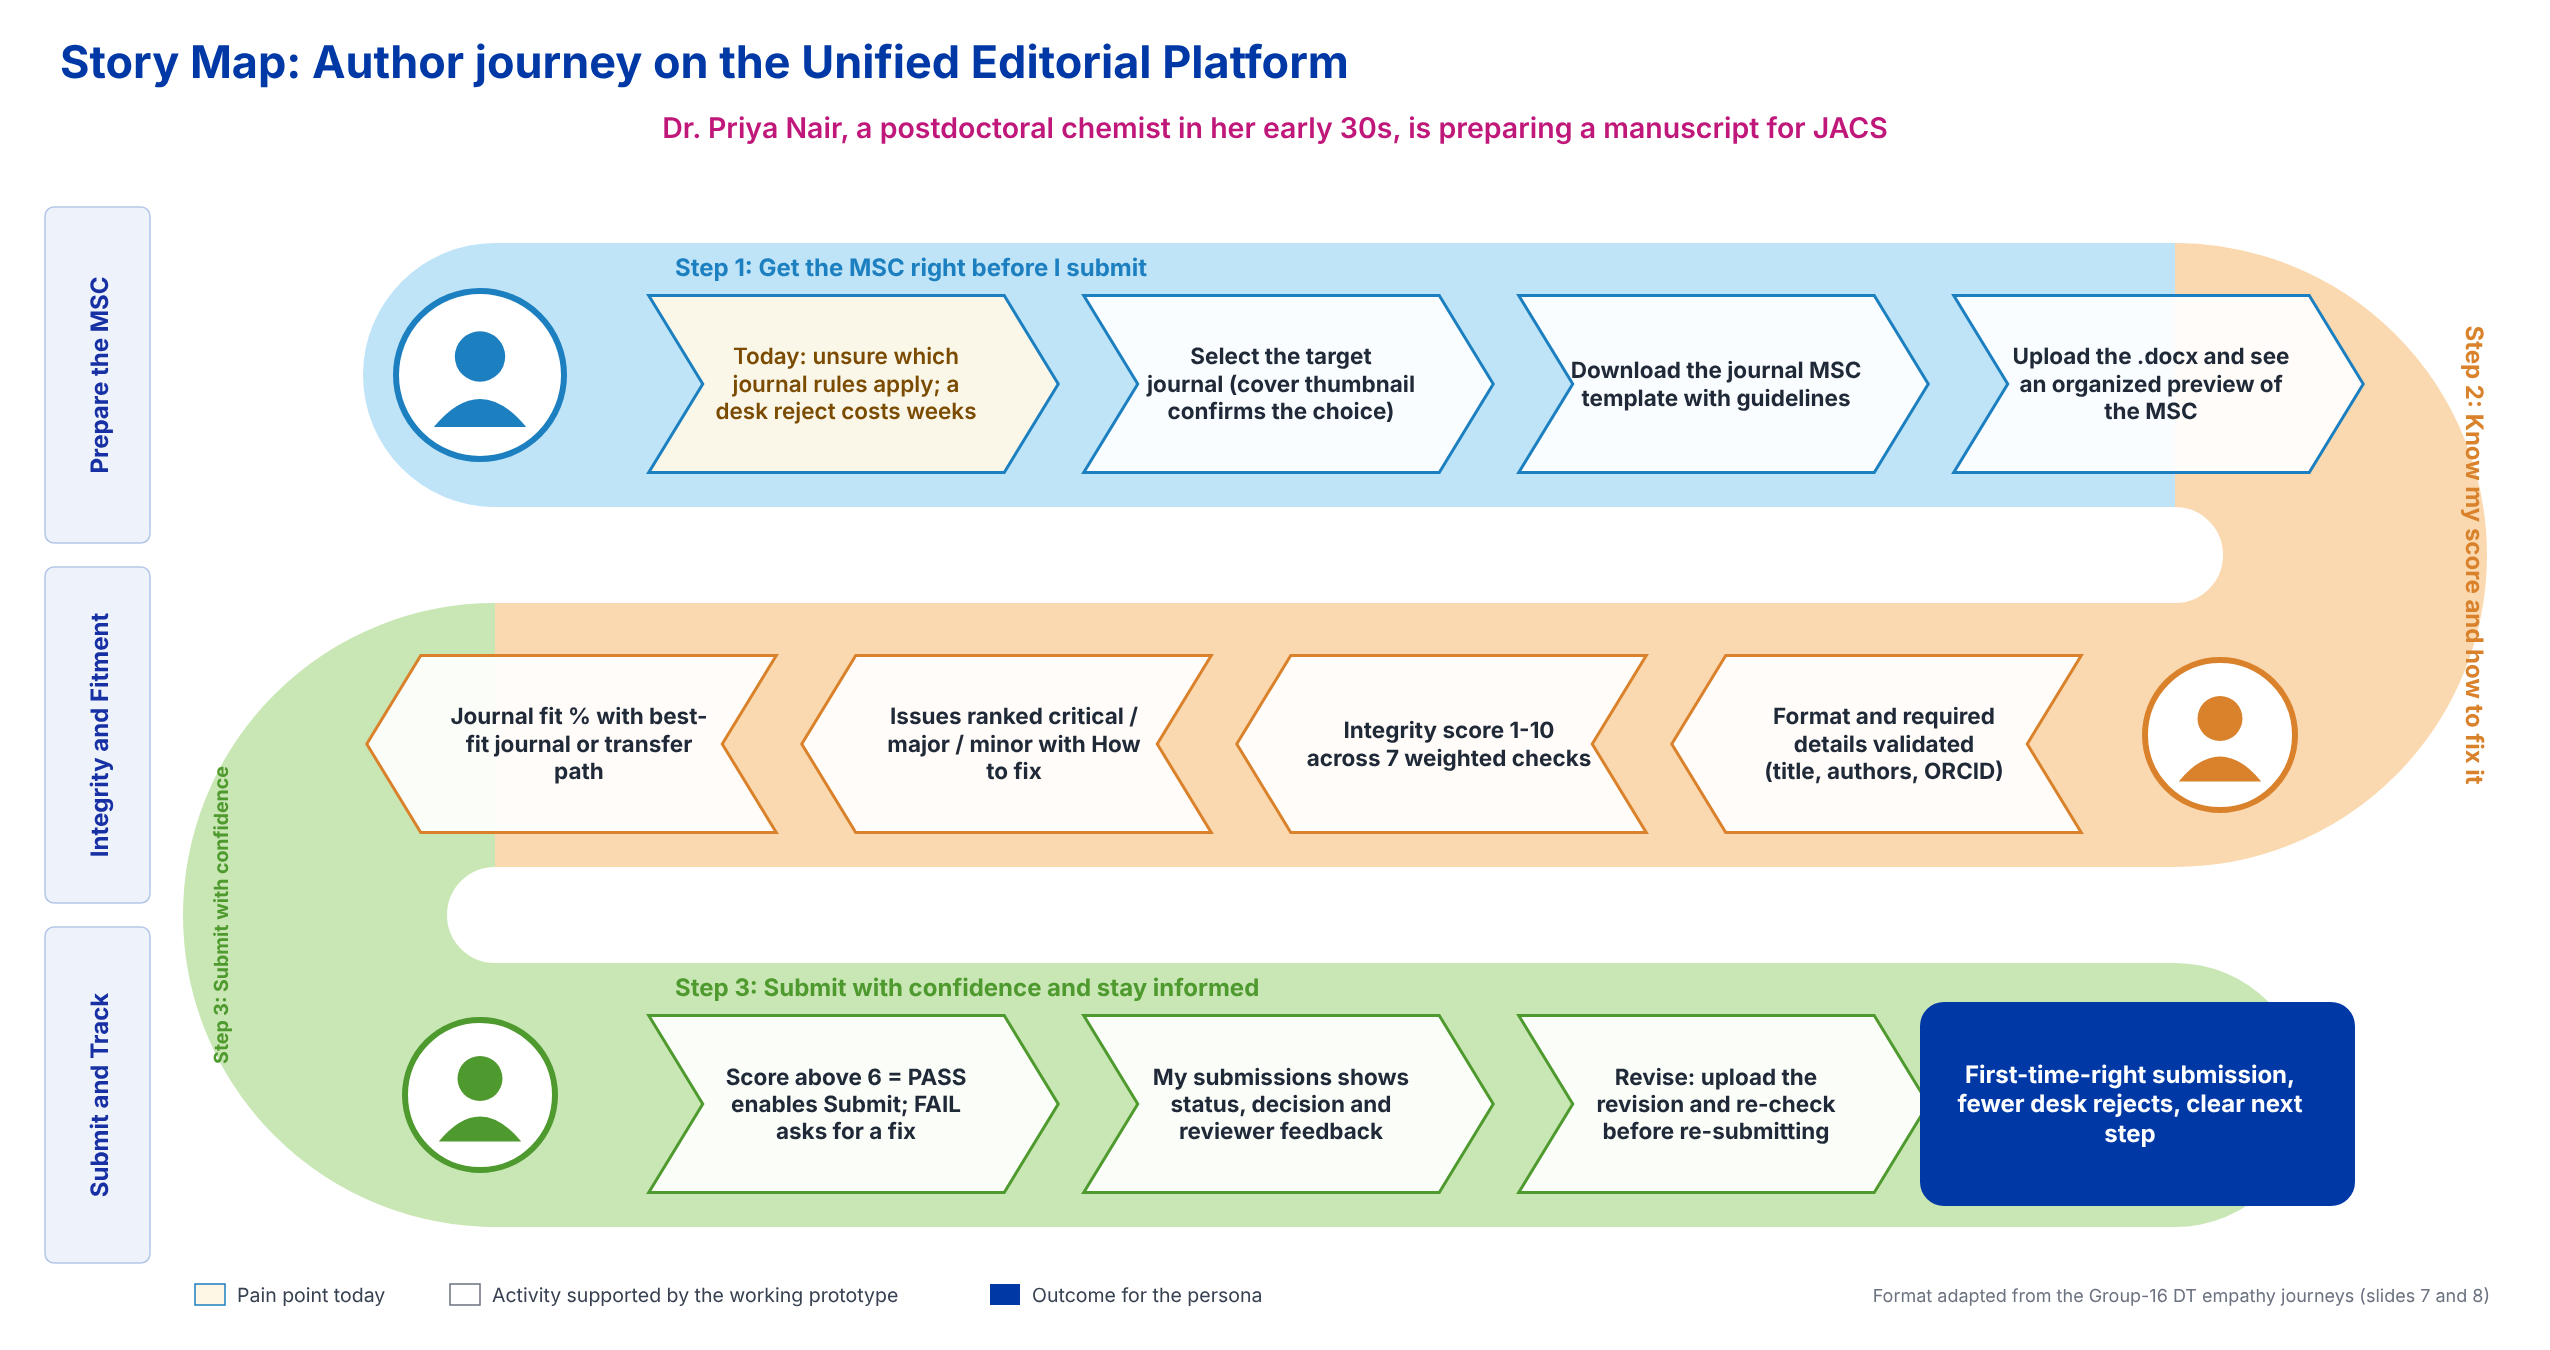 Story Map: Author journey on the Unified Editorial Platform
Dr. Priya Nair, a postdoctoral chemist in her early 30s, is preparing a manuscript for JACS
Prepare the MSC
Step 1: Get the MSC right before I submit
Today: unsure which
journal rules apply; a
desk reject costs weeks
Select the target
journal (cover thumbnail
confirms the choice)
Download the journal MSC
template with guidelines
Upload the .docx and see
an organized preview of
the MSC
Step 2: Know my score and how to fix it
Integrity and Fitment
Format and required
details validated
(title, authors, ORCID)
Integrity score 1-10
across 7 weighted checks
Issues ranked critical /
major / minor with How
to fix
Journal fit % with best-
fit journal or transfer
path
Step 3: Submit with confidence
Submit and Track
Step 3: Submit with confidence and stay informed
Score above 6 = PASS
enables Submit; FAIL
asks for a fix
My submissions shows
status, decision and
reviewer feedback
Revise: upload the
revision and re-check
before re-submitting
First-time-right submission,
fewer desk rejects, clear next
step
Pain point today
Activity supported by the working prototype
Outcome for the persona
Format adapted from the Group-16 DT empathy journeys (slides 7 and 8)